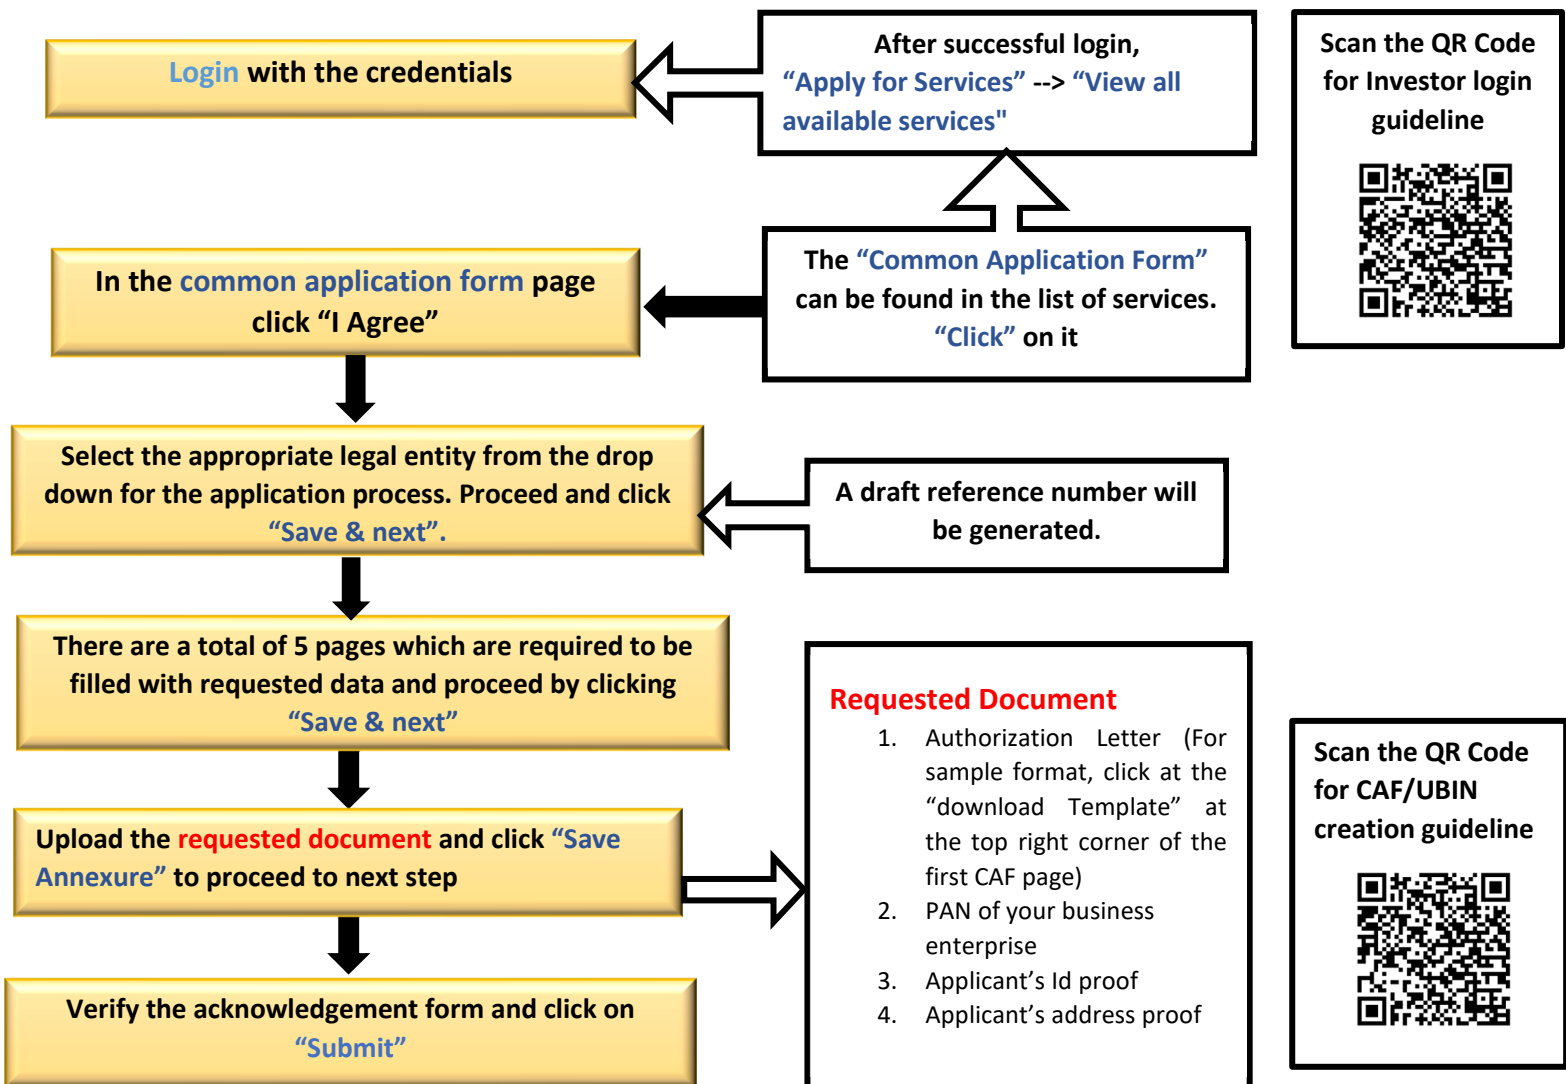 Login with the credentials
After successful login,
“Apply for Services” --> “View all
available services"
Scan the QR Code
for Investor login
guideline
In the common application form page
click “I Agree”
The “Common Application Form”
can be found in the list of services.
“Click” on it
Select the appropriate legal entity from the drop
down for the application process. Proceed and click
“Save & next”.
A draft reference number will
be generated.
There are a total of 5 pages which are required to be
filled with requested data and proceed by clicking
“Save & next”
Upload the requested document and click “Save
Annexure” to proceed to next step
Requested Document
1. Authorization Letter (For
sample format, click at the
“download Template” at
the top right corner of the
first CAF page)
2. PAN of your business
enterprise
3. Applicant’s Id proof
4. Applicant’s address proof
Scan the QR Code
for CAF/UBIN
creation guideline
Verify the acknowledgement form and click on
“Submit”